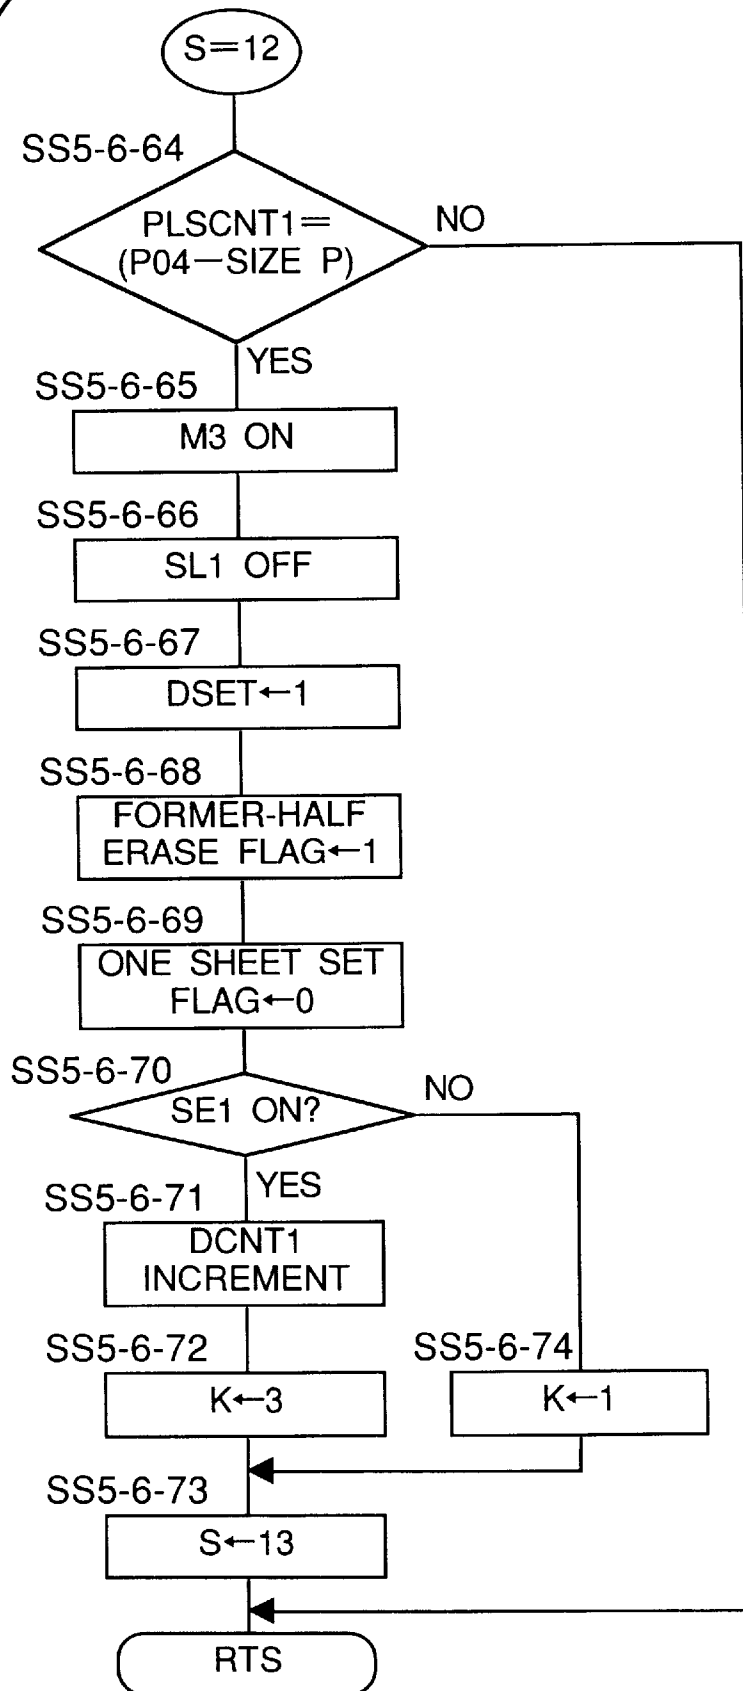 S=12
SS5-6-64
PLSCNT1=
(P04—SIZE P)
NO
YES
SS5-6-65
M3 ON
SS5-6-66
SL1 OFF
SS5-6-67
DSET←1
SS5-6-68
FORMER-HALF
ERASE FLAG←1
SS5-6-69
ONE SHEET SET
FLAG←0
SS5-6-70
SE1 ON?
NO
YES
SS5-6-71
DCNT1
INCREMENT
SS5-6-72
K←3
SS5-6-74
K←1
SS5-6-73
S←13
RTS